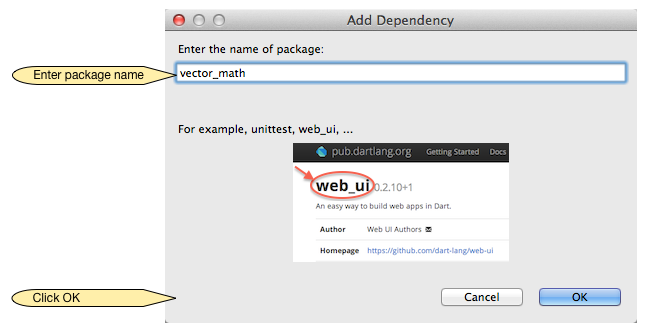 Add Dependency
Enter the name of package:
Enter package name
vector_math
For example, unittest, web_ui, ...
pub.dartlang.org Getting Started Docs
web_ui 0.2.10+1
An easy way to build web apps in Dart.
Author Web UI Authors
Homepage https://github.com/dart-lang/web-ui
Click OK
Cancel OK